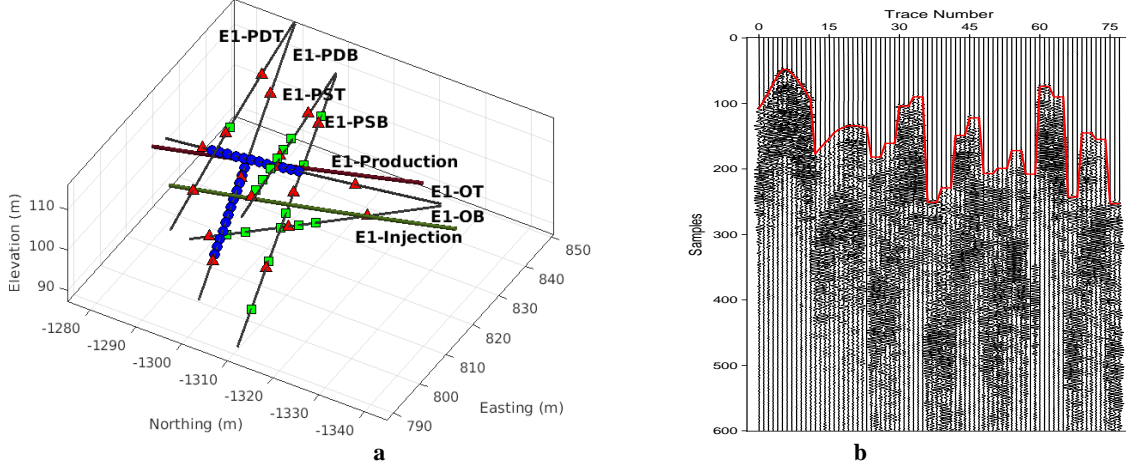 E1-PDT
E1-PDB
E1-PST
E1-PSB
E1-Production
E1-OT
E1-OB
E1-Injection
Elevation (m)
110
100
90
-1280
-1290
-1300
-1310
-1320
-1330
-1340
Northing (m)
790
800
810
820
830
840
850
Easting (m)
a
Trace Number
0 15 30 45 60 75
Samples
0
100
200
300
400
500
600
b